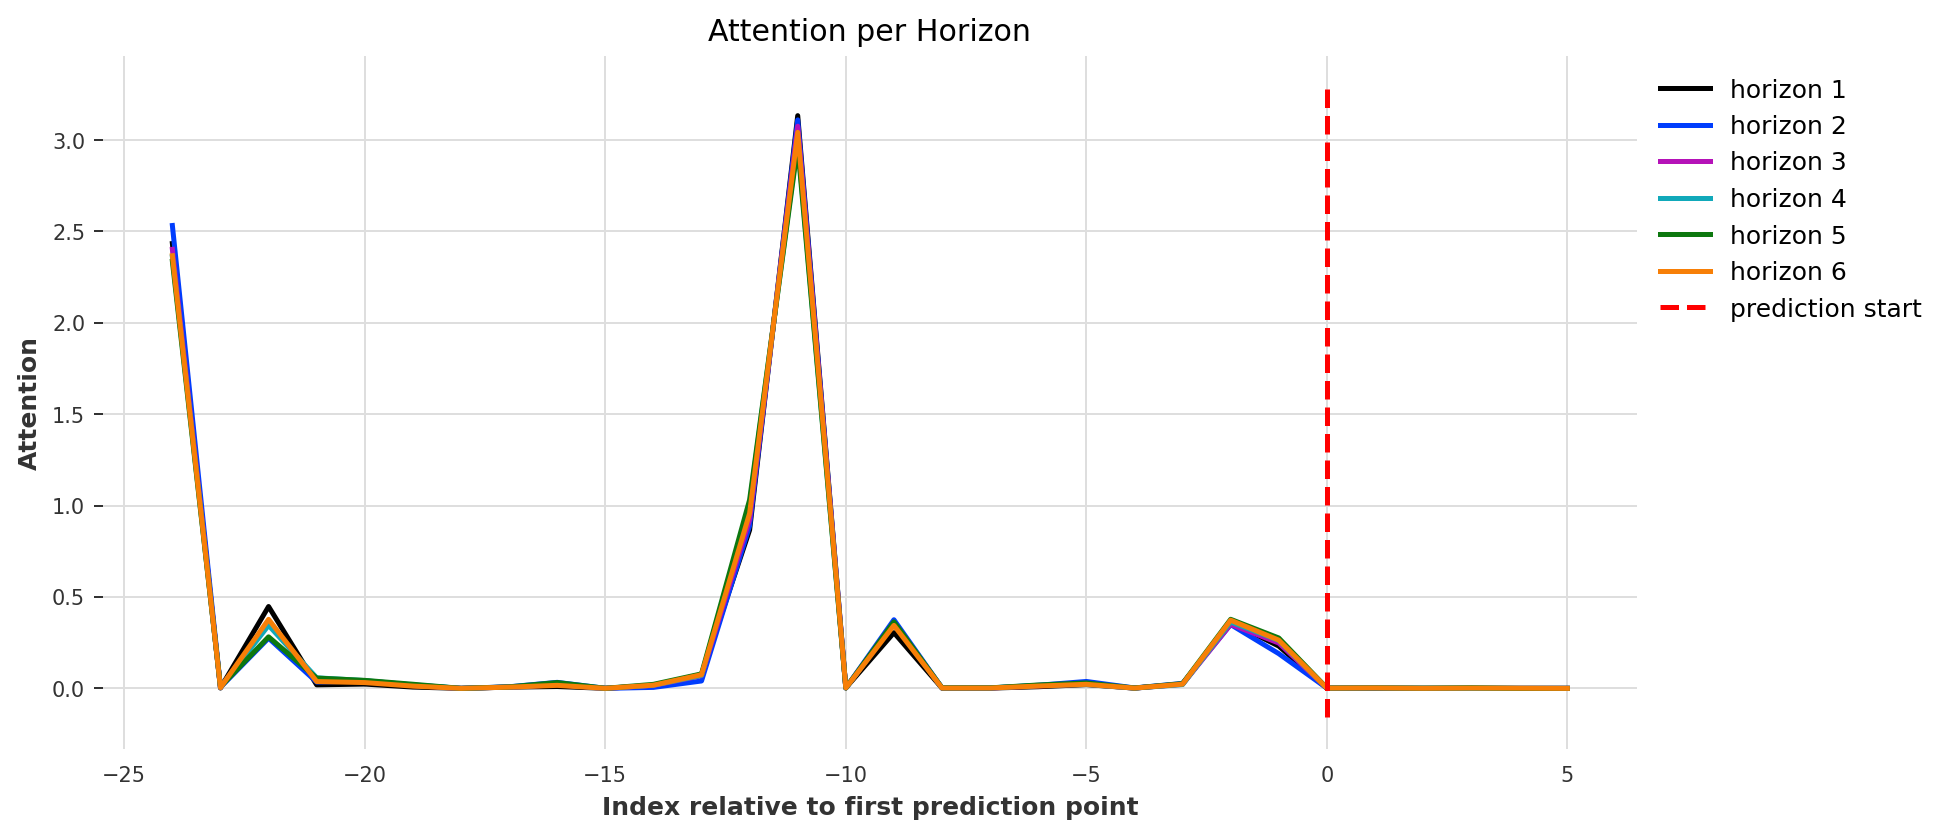 Attention per Horizon
3.0
2.5
2.0
1.5
1.0
0.5
0.0
Attention
−25
−20
−15
−10
−5
0
5
Index relative to first prediction point
horizon 1
horizon 2
horizon 3
horizon 4
horizon 5
horizon 6
prediction start